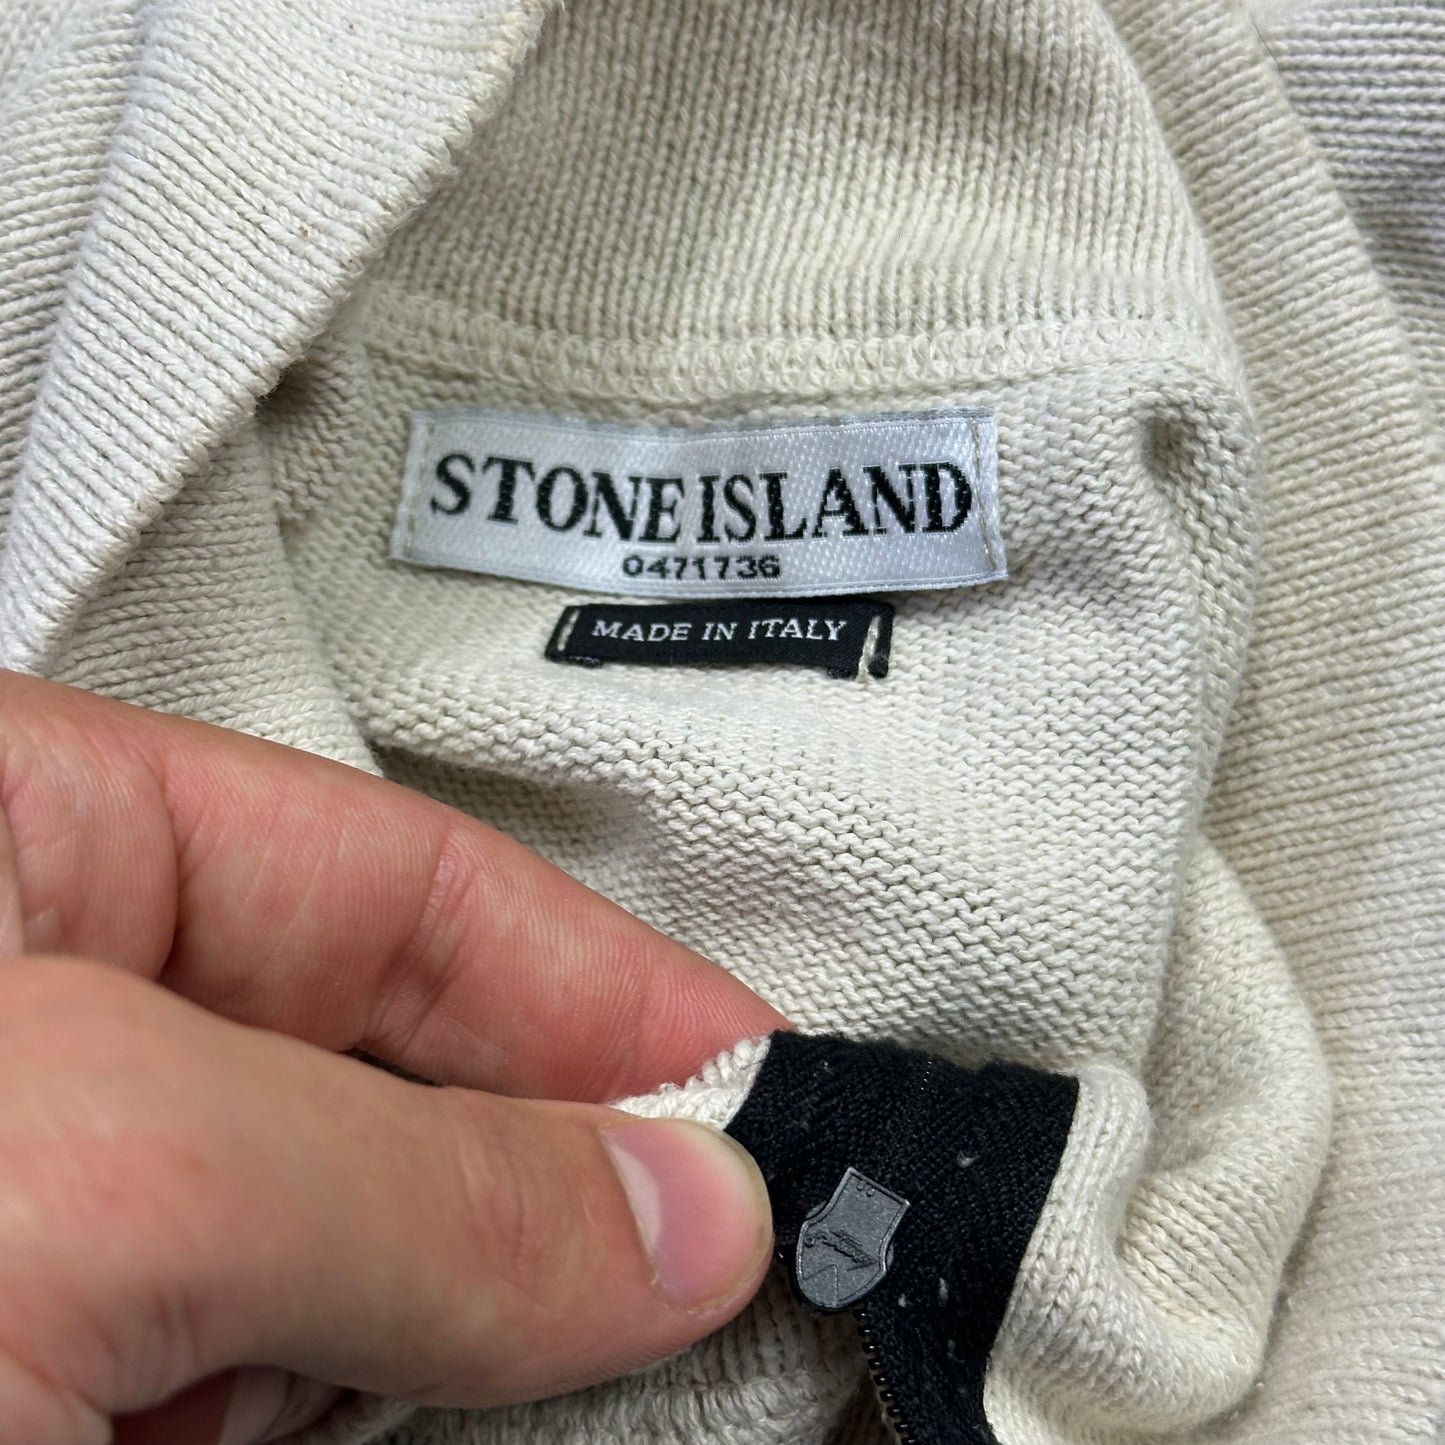 STONE ISLAND
0471736
MADE IN ITALY